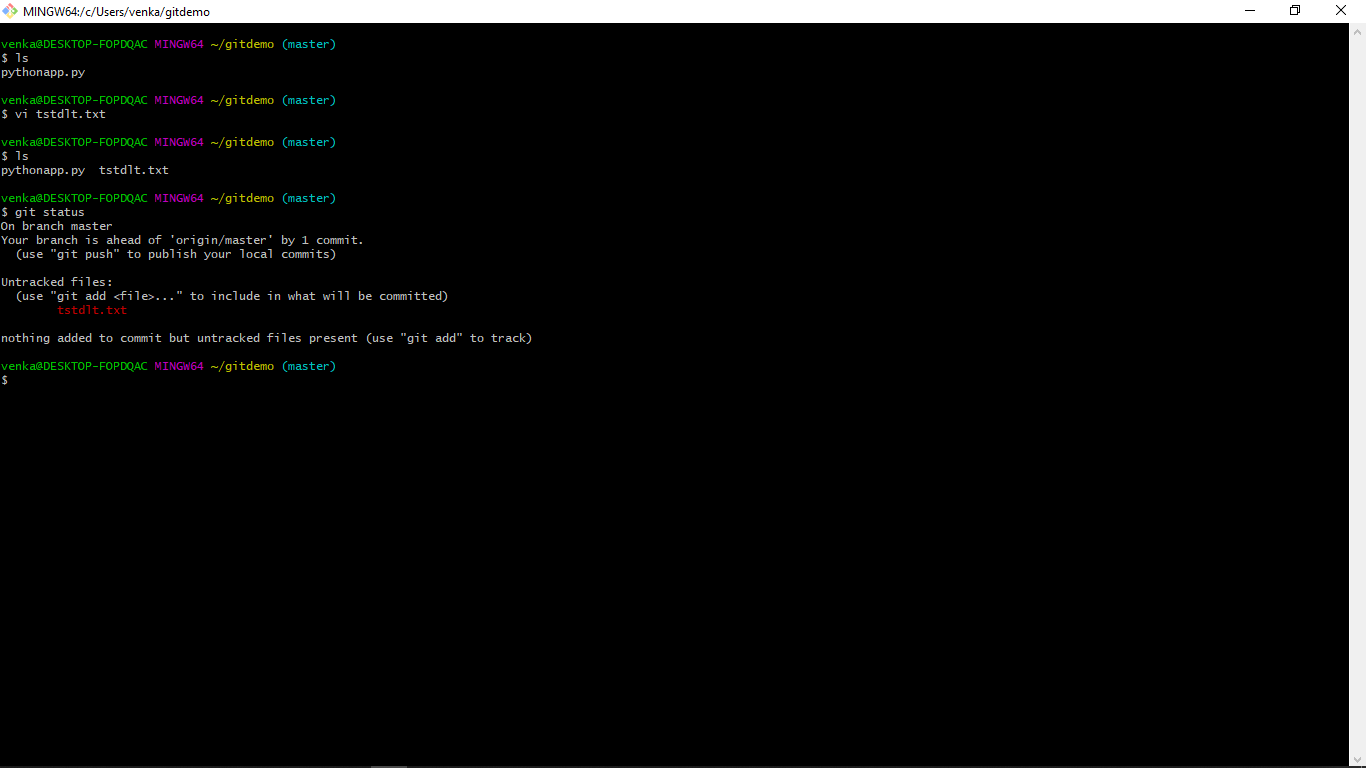 MINGW64:/c/Users/venka/gitdemo
venka@DESKTOP-FOPDQAC MINGW64 ~/gitdemo (master)
$ ls
pythonapp.py
venka@DESKTOP-FOPDQAC MINGW64 ~/gitdemo (master)
$ vi tstdlt.txt
venka@DESKTOP-FOPDQAC MINGW64 ~/gitdemo (master)
$ ls
pythonapp.py  tstdlt.txt
venka@DESKTOP-FOPDQAC MINGW64 ~/gitdemo (master)
$ git status
On branch master
Your branch is ahead of 'origin/master' by 1 commit.
  (use "git push" to publish your local commits)
Untracked files:
  (use "git add <file>..." to include in what will be committed)
        tstdlt.txt
nothing added to commit but untracked files present (use "git add" to track)
venka@DESKTOP-FOPDQAC MINGW64 ~/gitdemo (master)
$